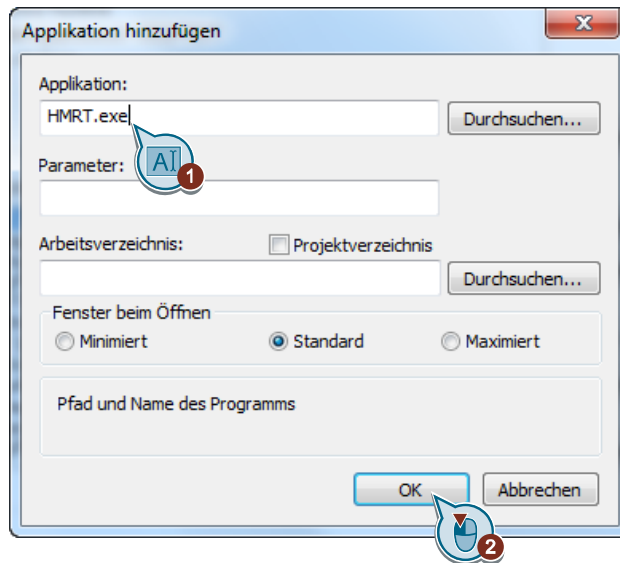 Applikation hinzufügen
Applikation:
HMRT.exe
Durchsuchen...
Parameter:
AI
1
Arbeitsverzeichnis:
Projektverzeichnis
Durchsuchen...
Fenster beim Öffnen
Minimiert
Standard
Maximiert
Pfad und Name des Programms
OK
Abbrechen
2